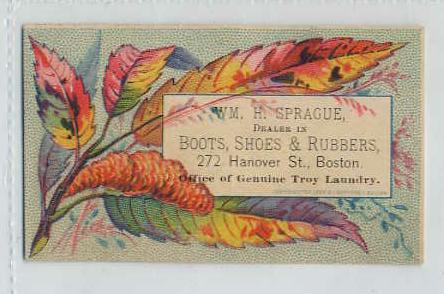 WM. H. SPRAGUE,
DEALER IN
BOOTS, SHOES & RUBBERS,
272 Hanover St., Boston.
Office of Genuine Troy Laundry.